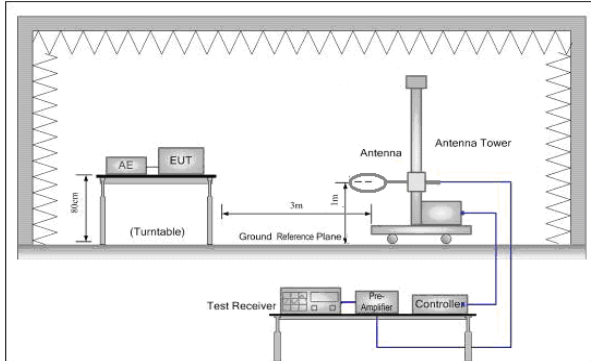 Antenna Tower
Antenna
AE
EUT
80cm
3m
1m
(Turntable)
Ground Reference Plane
Test Receiver
Pre-
Amplifier
Controller